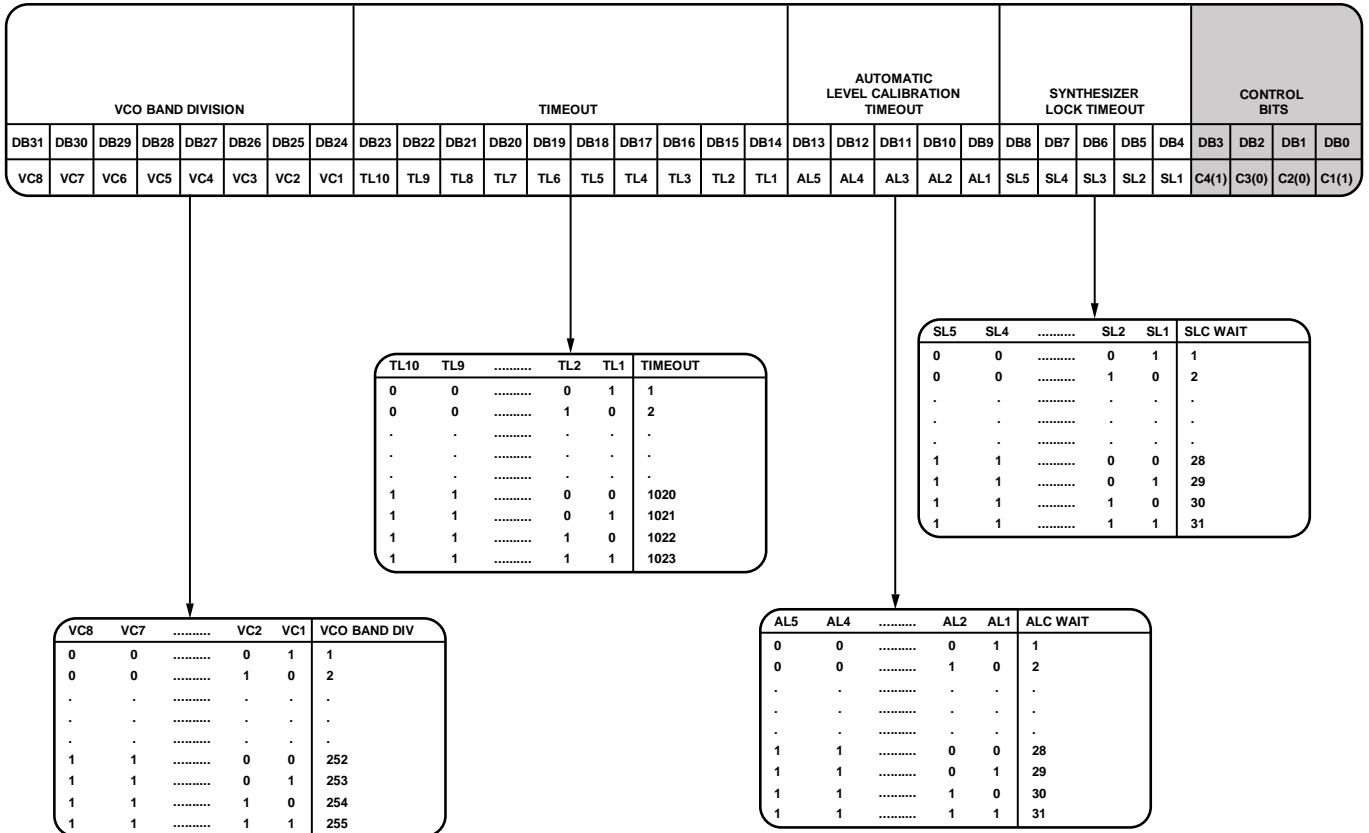 VCO BAND DIVISION
TIMEOUT
AUTOMATIC
LEVEL CALIBRATION
TIMEOUT
SYNTHESIZER
LOCK TIMEOUT
CONTROL
BITS
DB31 DB30 DB29 DB28 DB27 DB26 DB25 DB24 DB23 DB22 DB21 DB20 DB19 DB18 DB17 DB16 DB15 DB14 DB13 DB12 DB11 DB10 DB9 DB8 DB7 DB6 DB5 DB4 DB3 DB2 DB1 DB0
VC8 VC7 VC6 VC5 VC4 VC3 VC2 VC1 TL10 TL9 TL8 TL7 TL6 TL5 TL4 TL3 TL2 TL1 AL5 AL4 AL3 AL2 AL1 SL5 SL4 SL3 SL2 SL1 C4(1) C3(0) C2(0) C1(1)
SL5 SL4 .......... SL2 SL1 SLC WAIT
0 0 .......... 0 1 1
0 0 .......... 1 0 2
. . .......... . . .
. . .......... . . .
. . .......... . . .
1 1 .......... 0 0 28
1 1 .......... 0 1 29
1 1 .......... 1 0 30
1 1 .......... 1 1 31
TL10 TL9 .......... TL2 TL1 TIMEOUT
0 0 .......... 0 1 1
0 0 .......... 1 0 2
. . .......... . . .
. . .......... . . .
. . .......... . . .
1 1 .......... 0 0 1020
1 1 .......... 0 1 1021
1 1 .......... 1 0 1022
1 1 .......... 1 1 1023
VC8 VC7 .......... VC2 VC1 VCO BAND DIV
0 0 .......... 0 1 1
0 0 .......... 1 0 2
. . .......... . . .
. . .......... . . .
. . .......... . . .
1 1 .......... 0 0 252
1 1 .......... 0 1 253
1 1 .......... 1 0 254
1 1 .......... 1 1 255
AL5 AL4 .......... AL2 AL1 ALC WAIT
0 0 .......... 0 1 1
0 0 .......... 1 0 2
. . .......... . . .
. . .......... . . .
. . .......... . . .
1 1 .......... 0 0 28
1 1 .......... 0 1 29
1 1 .......... 1 0 30
1 1 .......... 1 1 31